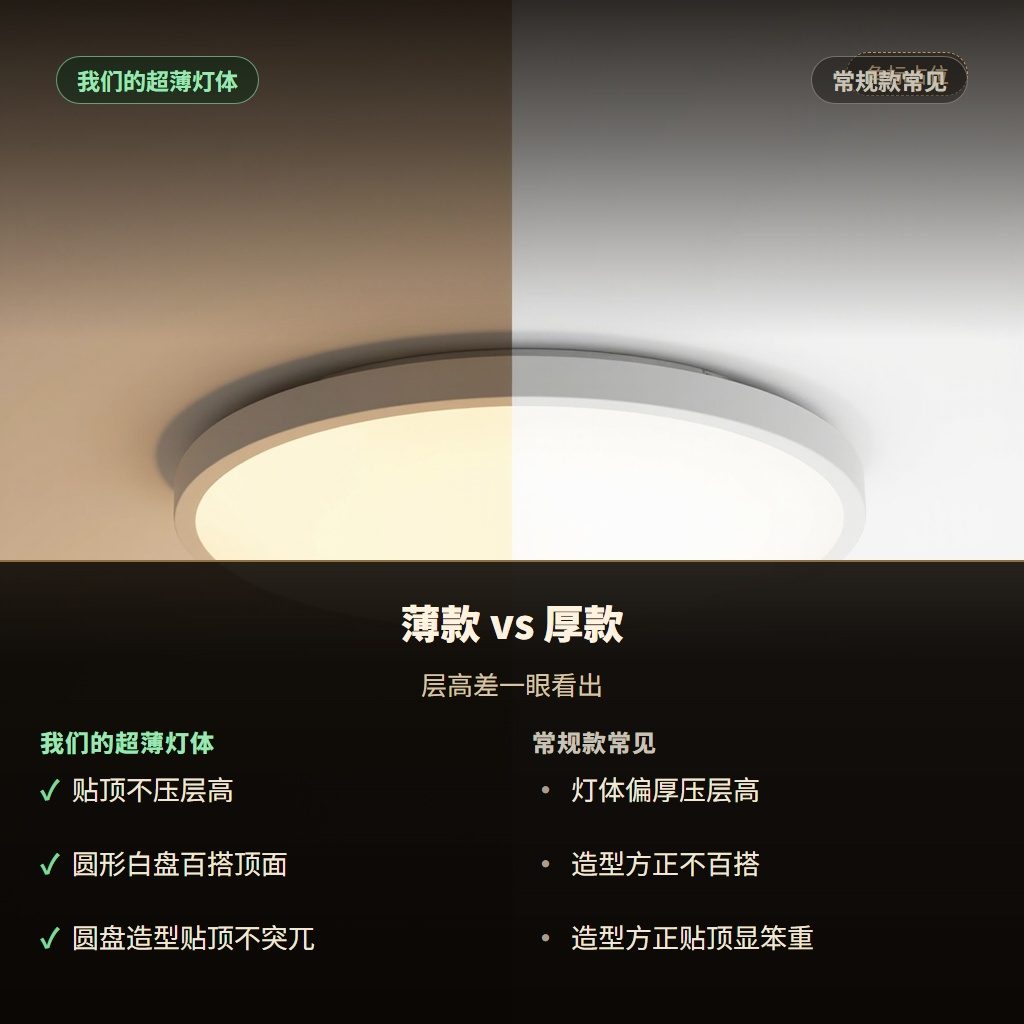 我们的超薄灯体
常规款常见
薄款 vs 厚款
层高差一眼看出
我们的超薄灯体
✓ 贴顶不压层高
✓ 圆形白盘百搭顶面
✓ 圆盘造型贴顶不突兀
常规款常见
• 灯体偏厚压层高
• 造型方正不百搭
• 造型方正贴顶显笨重